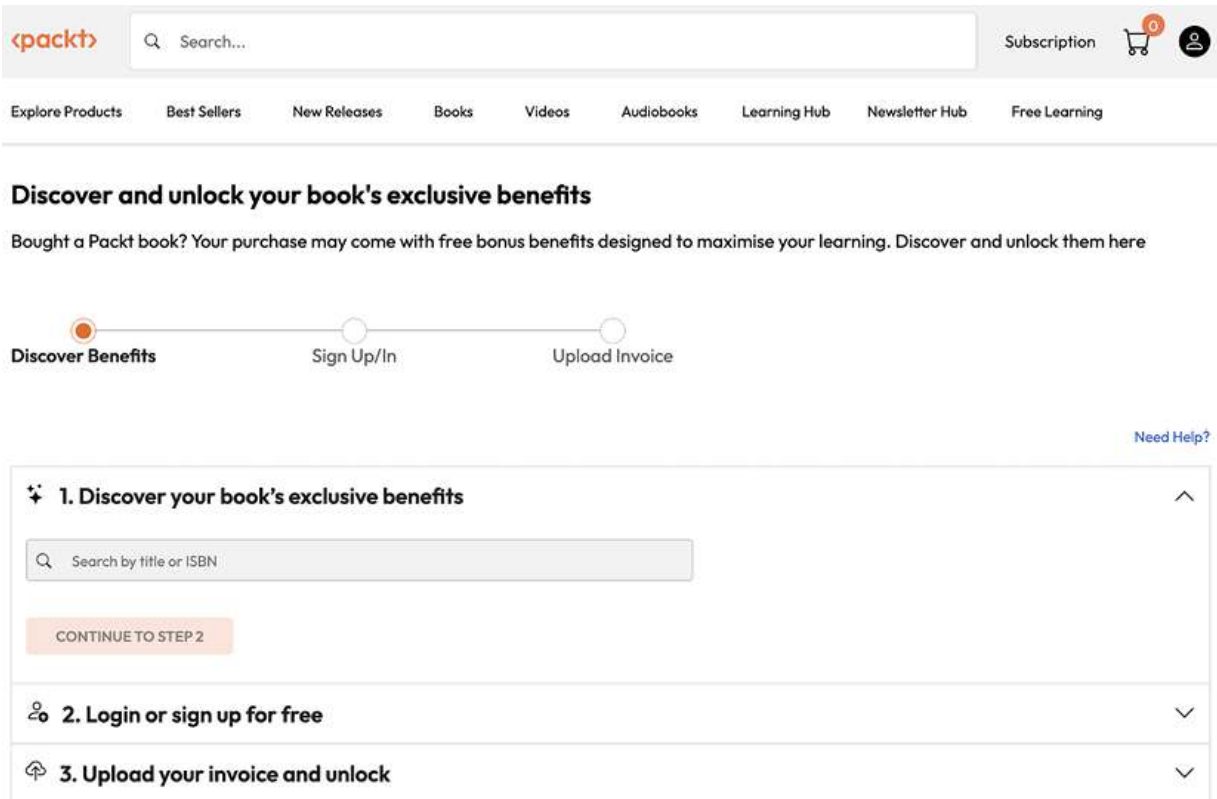 <packt>
Search...
Subscription
0
Explore Products Best Sellers New Releases Books Videos Audiobooks Learning Hub Newsletter Hub Free Learning
Discover and unlock your book's exclusive benefits
Bought a Packt book? Your purchase may come with free bonus benefits designed to maximise your learning. Discover and unlock them here
Discover Benefits Sign Up/In Upload Invoice
Need Help?
1. Discover your book’s exclusive benefits
Search by title or ISBN
CONTINUE TO STEP 2
2. Login or sign up for free
3. Upload your invoice and unlock